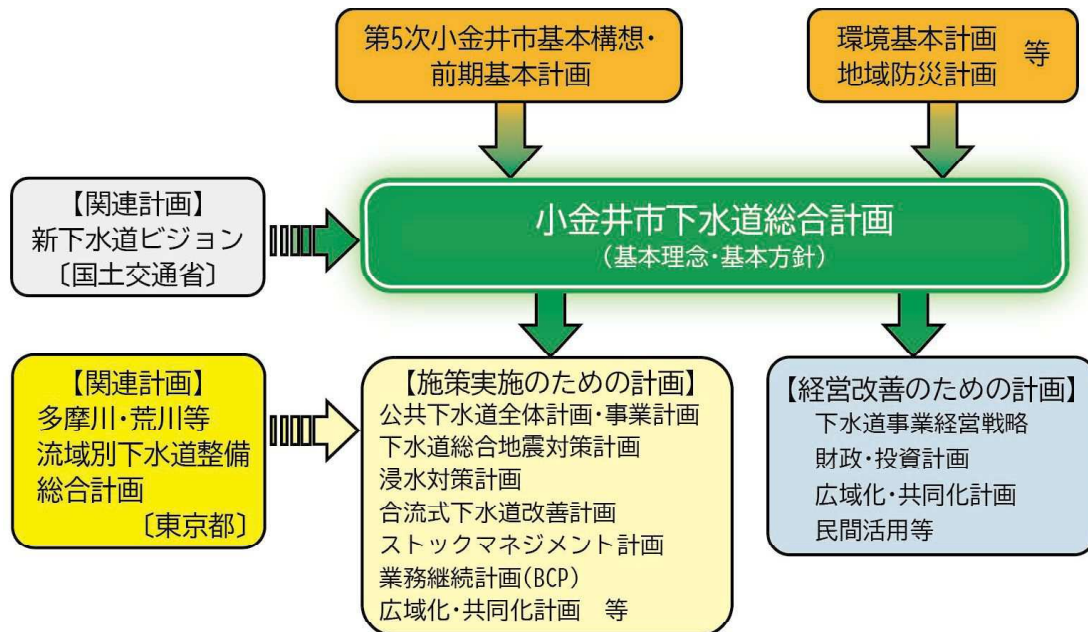 第5次小金井市基本構想・
前期基本計画
環境基本計画
地域防災計画
等
【関連計画】
新下水道ビジョン
〔国土交通省〕
小金井市下水道総合計画
(基本理念・基本方針)
【関連計画】
多摩川・荒川等
流域別下水道整備
総合計画
〔東京都〕
【施策実施のための計画】
公共下水道全体計画・事業計画
下水道総合地震対策計画
浸水対策計画
合流式下水道改善計画
ストックマネジメント計画
業務継続計画(BCP)
広域化・共同化計画　等
【経営改善のための計画】
下水道事業経営戦略
財政・投資計画
広域化・共同化計画
民間活用等